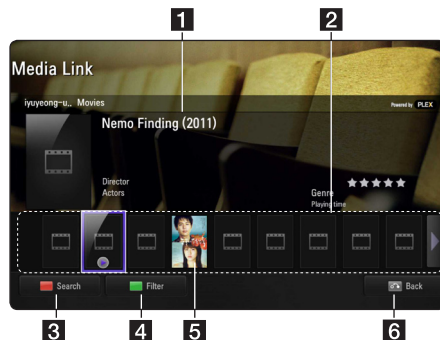 1
2
Media Link
iyuyeong-u.. Movies
Powered by PLEX
Nemo Finding (2011)
Director
Actors
Genre
Playing time
Search
Filter
Back
3
4
5
6